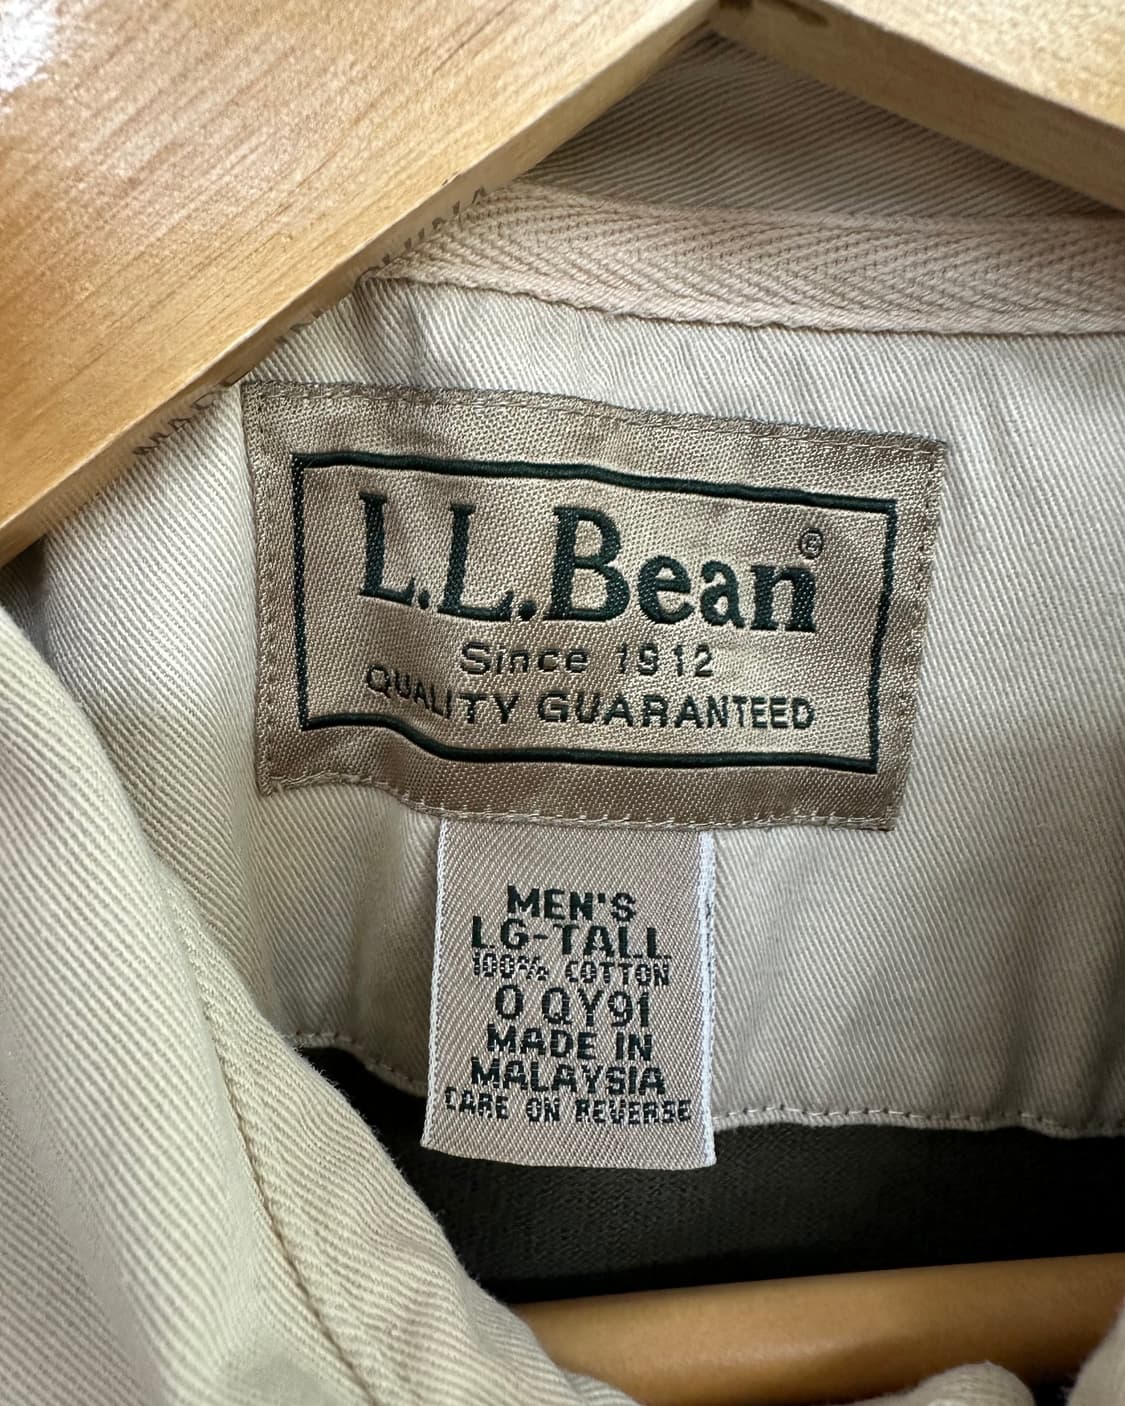 L.L.Bean®
Since 1912
QUALITY GUARANTEED
MEN'S
LG-TALL
100% COTTON
0 QY91
MADE IN
MALAYSIA
CARE ON REVERSE